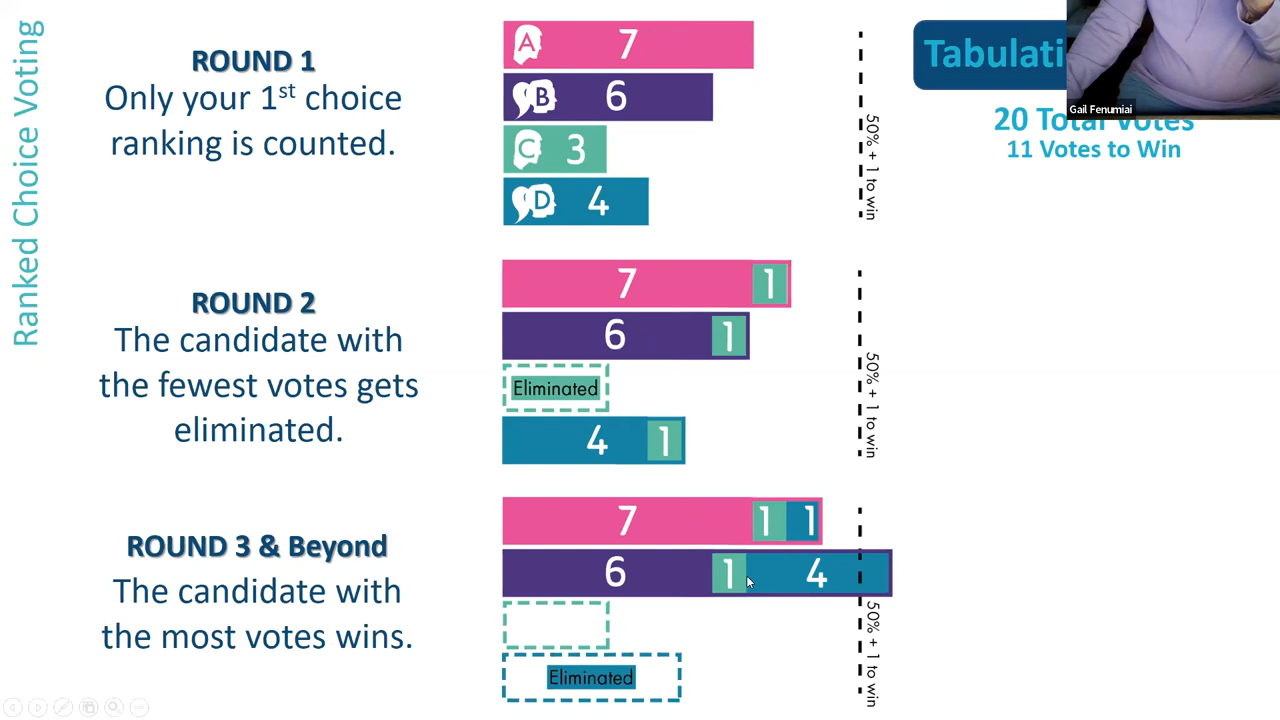 Ranked Choice Voting
ROUND 1
Only your 1st choice
ranking is counted.
A 7
B 6
C 3
D 4
50% + 1 to win
Tabulati
Gail Fenumiai
20 Total Votes
11 Votes to Win
ROUND 2
The candidate with
the fewest votes gets
eliminated.
7 1
6 1
Eliminated
4 1
50% + 1 to win
ROUND 3 & Beyond
The candidate with
the most votes wins.
7 1 1
6 1 4
Eliminated
50% + 1 to win